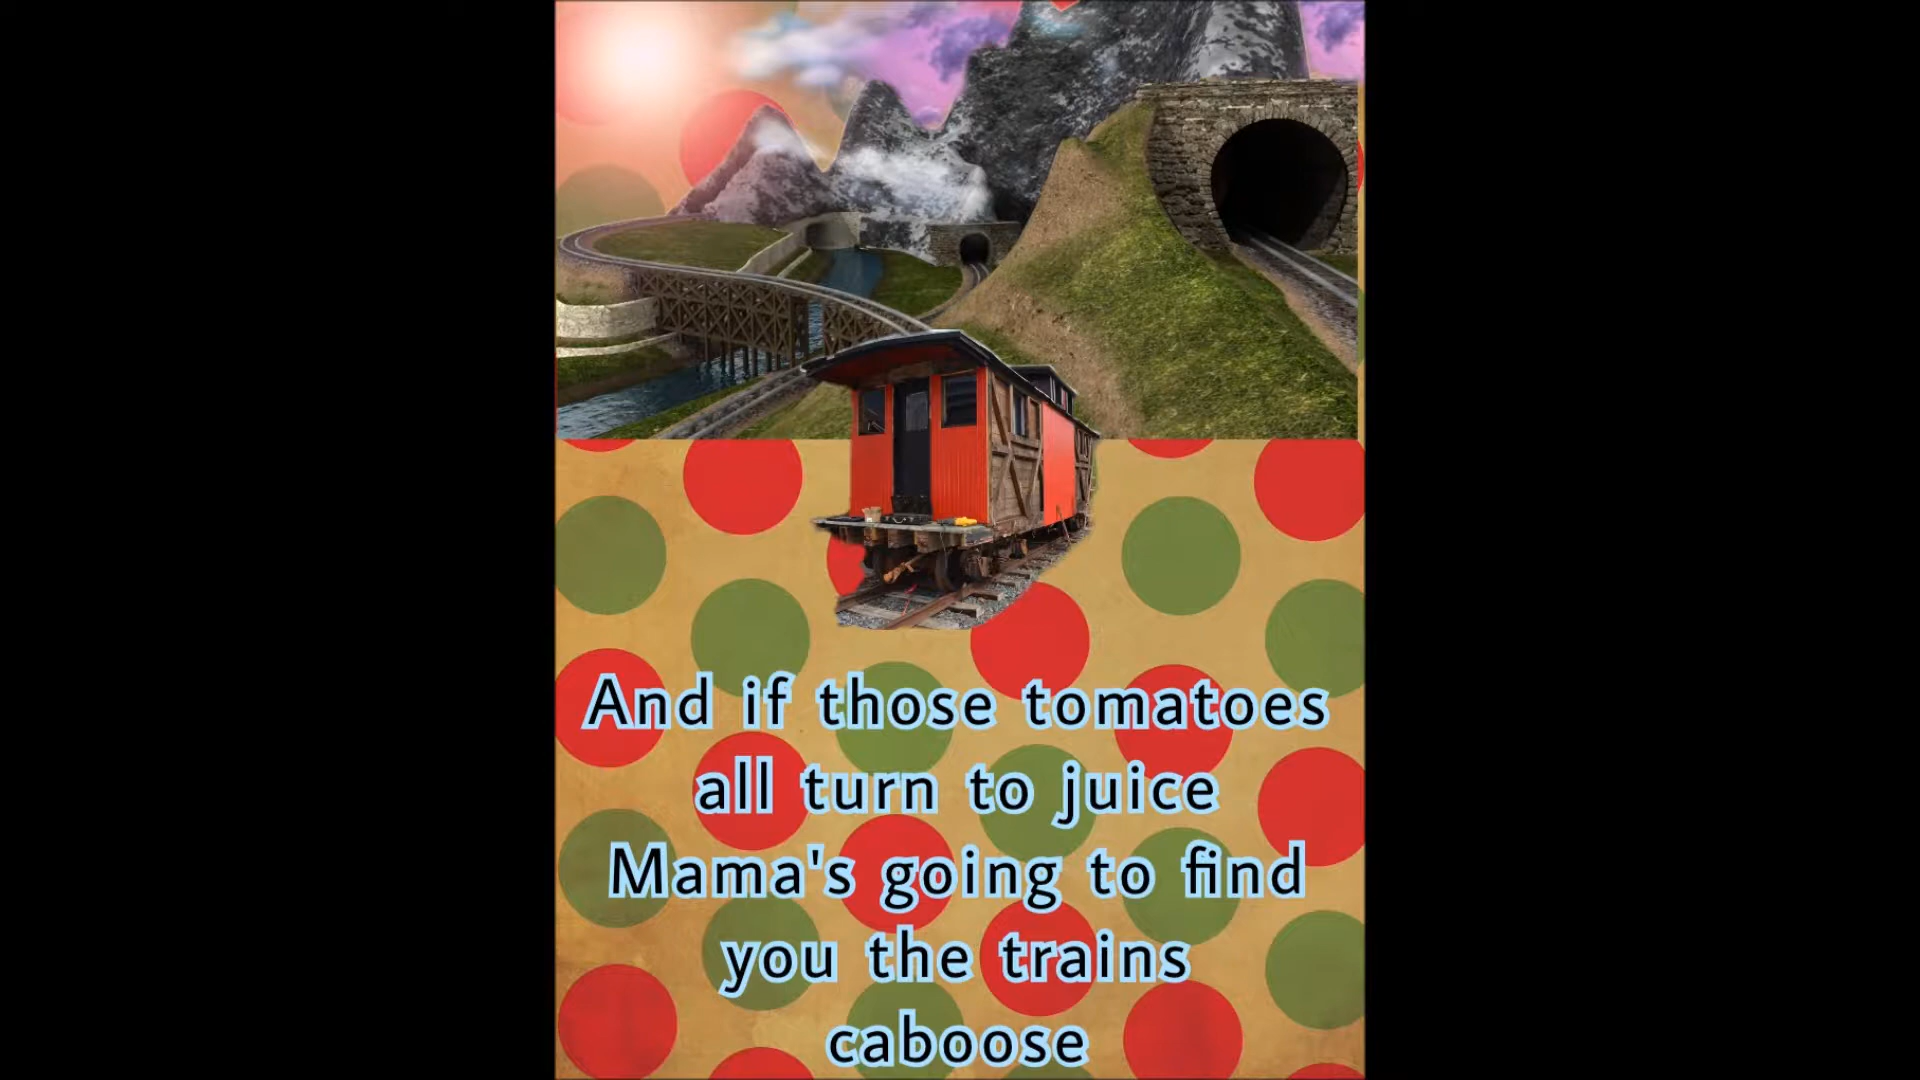 And if those tomatoes
all turn to juice
Mama's going to find
you the trains
caboose